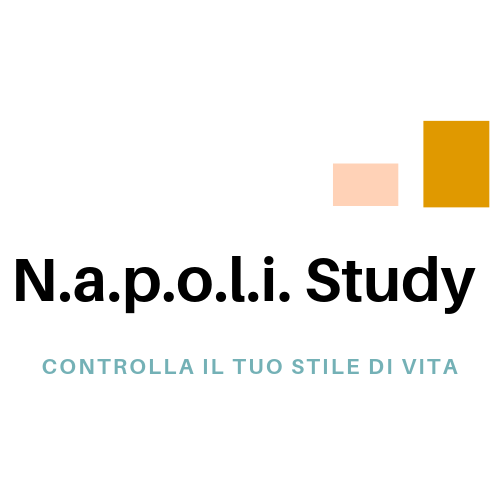 N.a.p.o.l.i. Study
CONTROLLA IL TUO STILE DI VITA